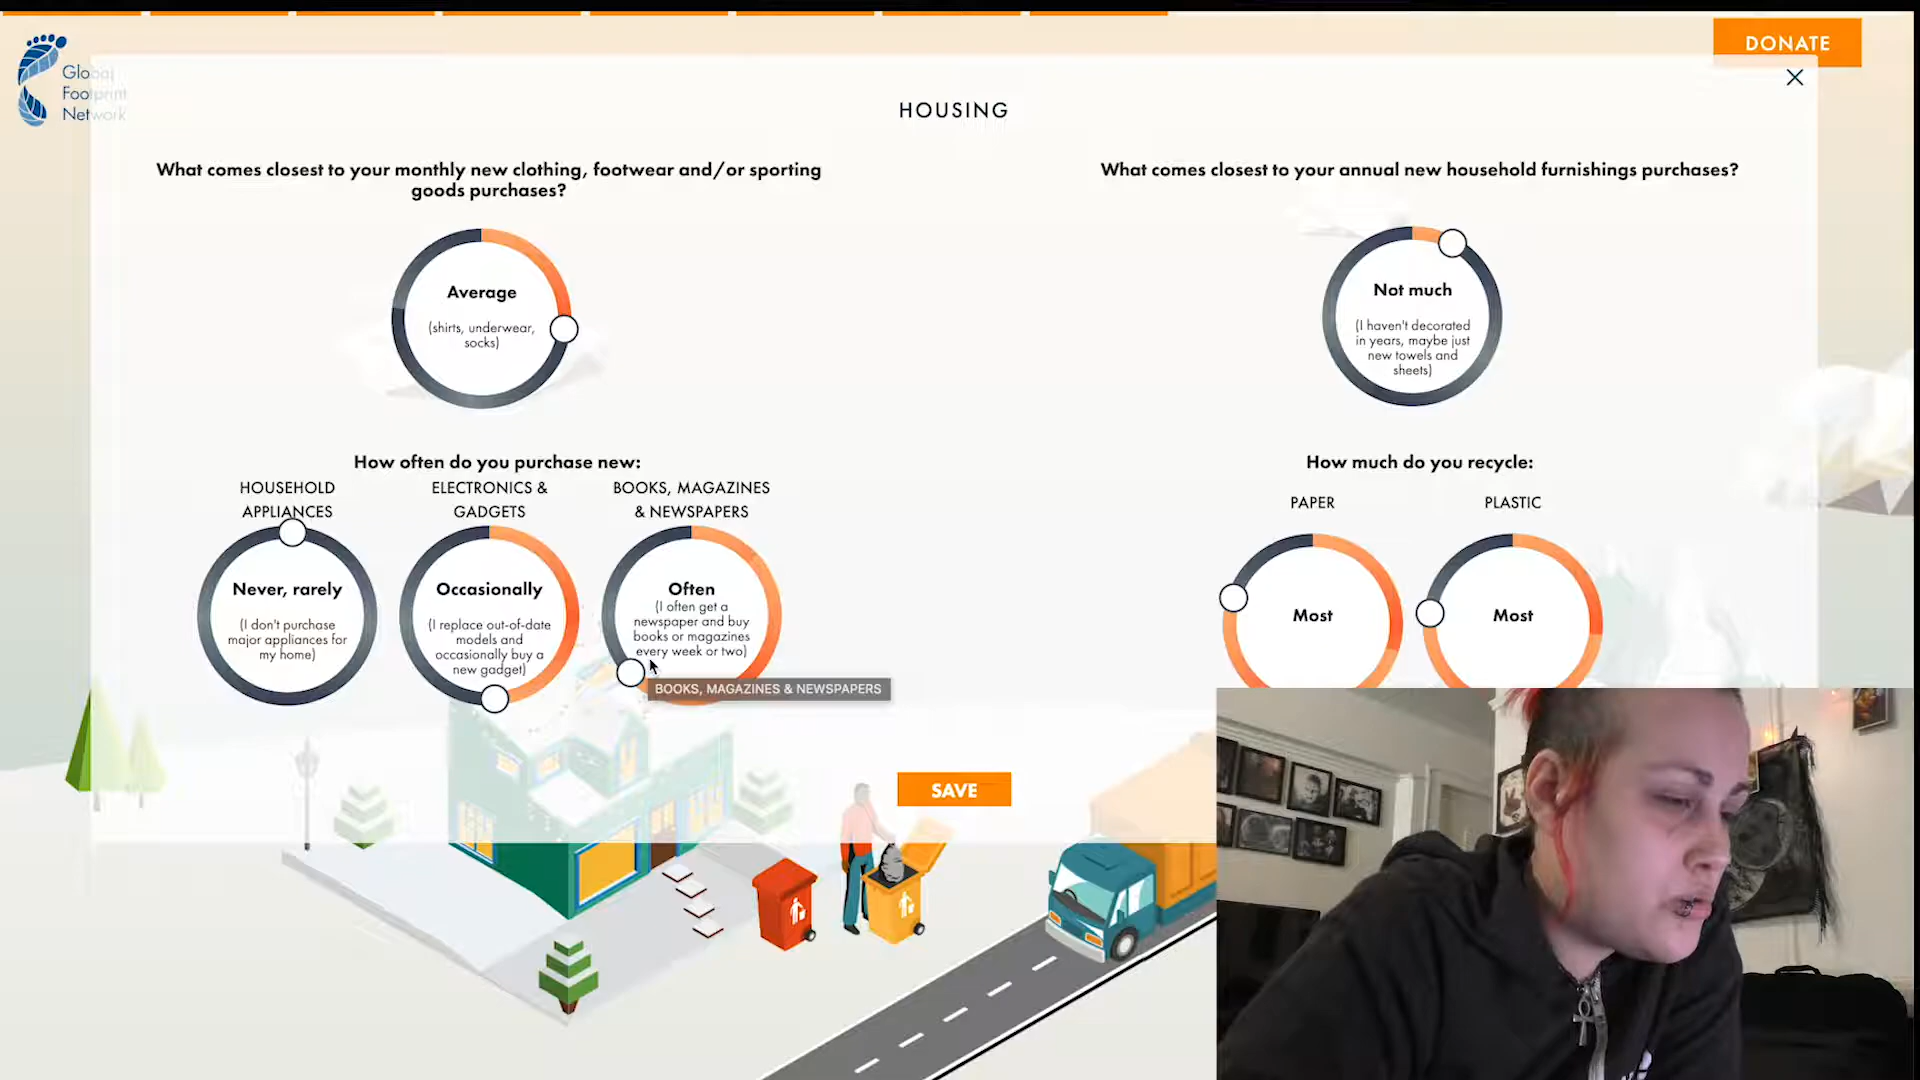 DONATE
Global
Footprint
Network
HOUSING
What comes closest to your monthly new clothing, footwear and/or sporting
goods purchases?
Average
(shirts, underwear,
socks)
What comes closest to your annual new household furnishings purchases?
Not much
(I haven't decorated
in years, maybe just
new towels and
sheets)
How often do you purchase new:
HOUSEHOLD
APPLIANCES
Never, rarely
(I don't purchase
major appliances for
my home)
ELECTRONICS &
GADGETS
Occasionally
(I replace out-of-date
models and
occasionally buy a
new gadget)
BOOKS, MAGAZINES
& NEWSPAPERS
Often
(I often get a
newspaper and buy
books or magazines
every week or two)
BOOKS, MAGAZINES & NEWSPAPERS
How much do you recycle:
PAPER
Most
PLASTIC
Most
SAVE